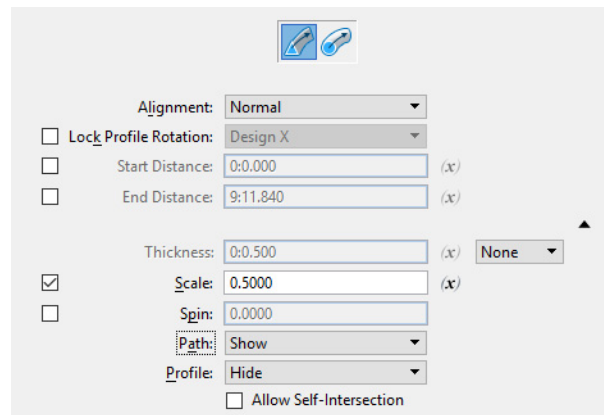 Alignment: Normal
Lock Profile Rotation: Design X
Start Distance: 0:0.000 (x)
End Distance: 9:11.840 (x)
Thickness: 0:0.500 (x) None
Scale: 0.5000 (x)
Spin: 0.0000
Path: Show
Profile: Hide
Allow Self-Intersection